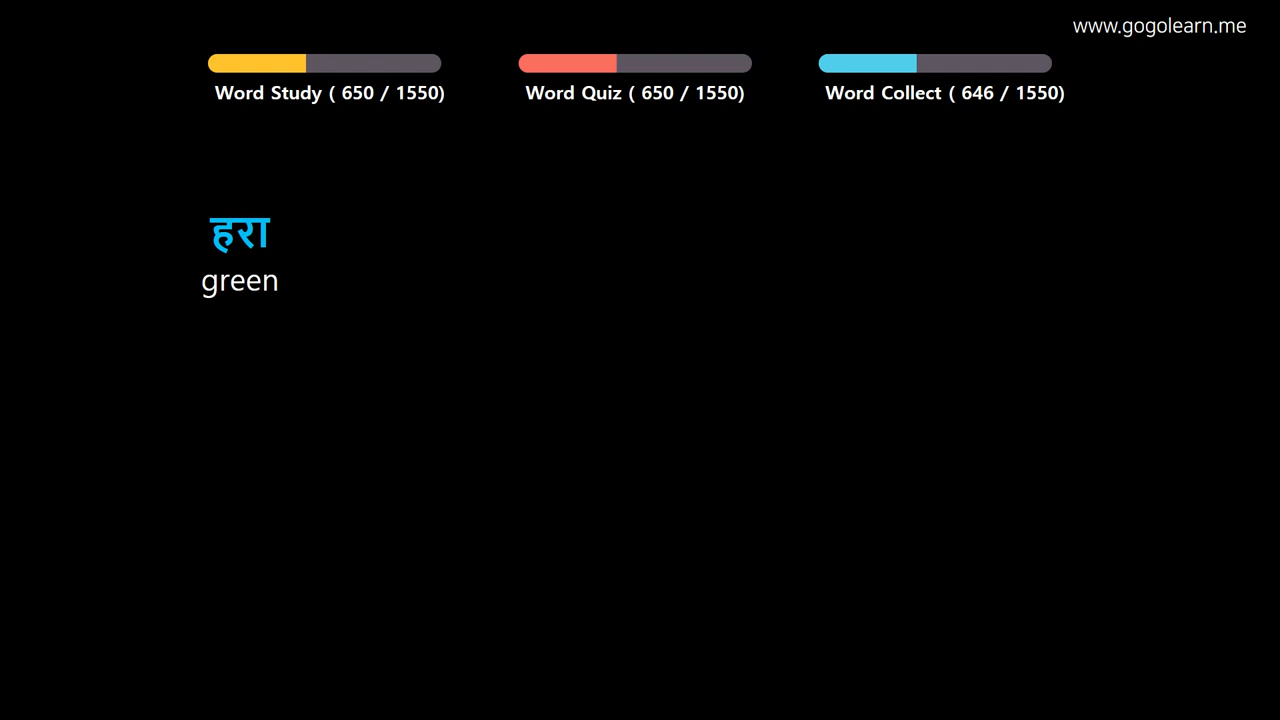 www.gogolearn.me
Word Study ( 650 / 1550)
Word Quiz ( 650 / 1550)
Word Collect ( 646 / 1550)
हरा
green